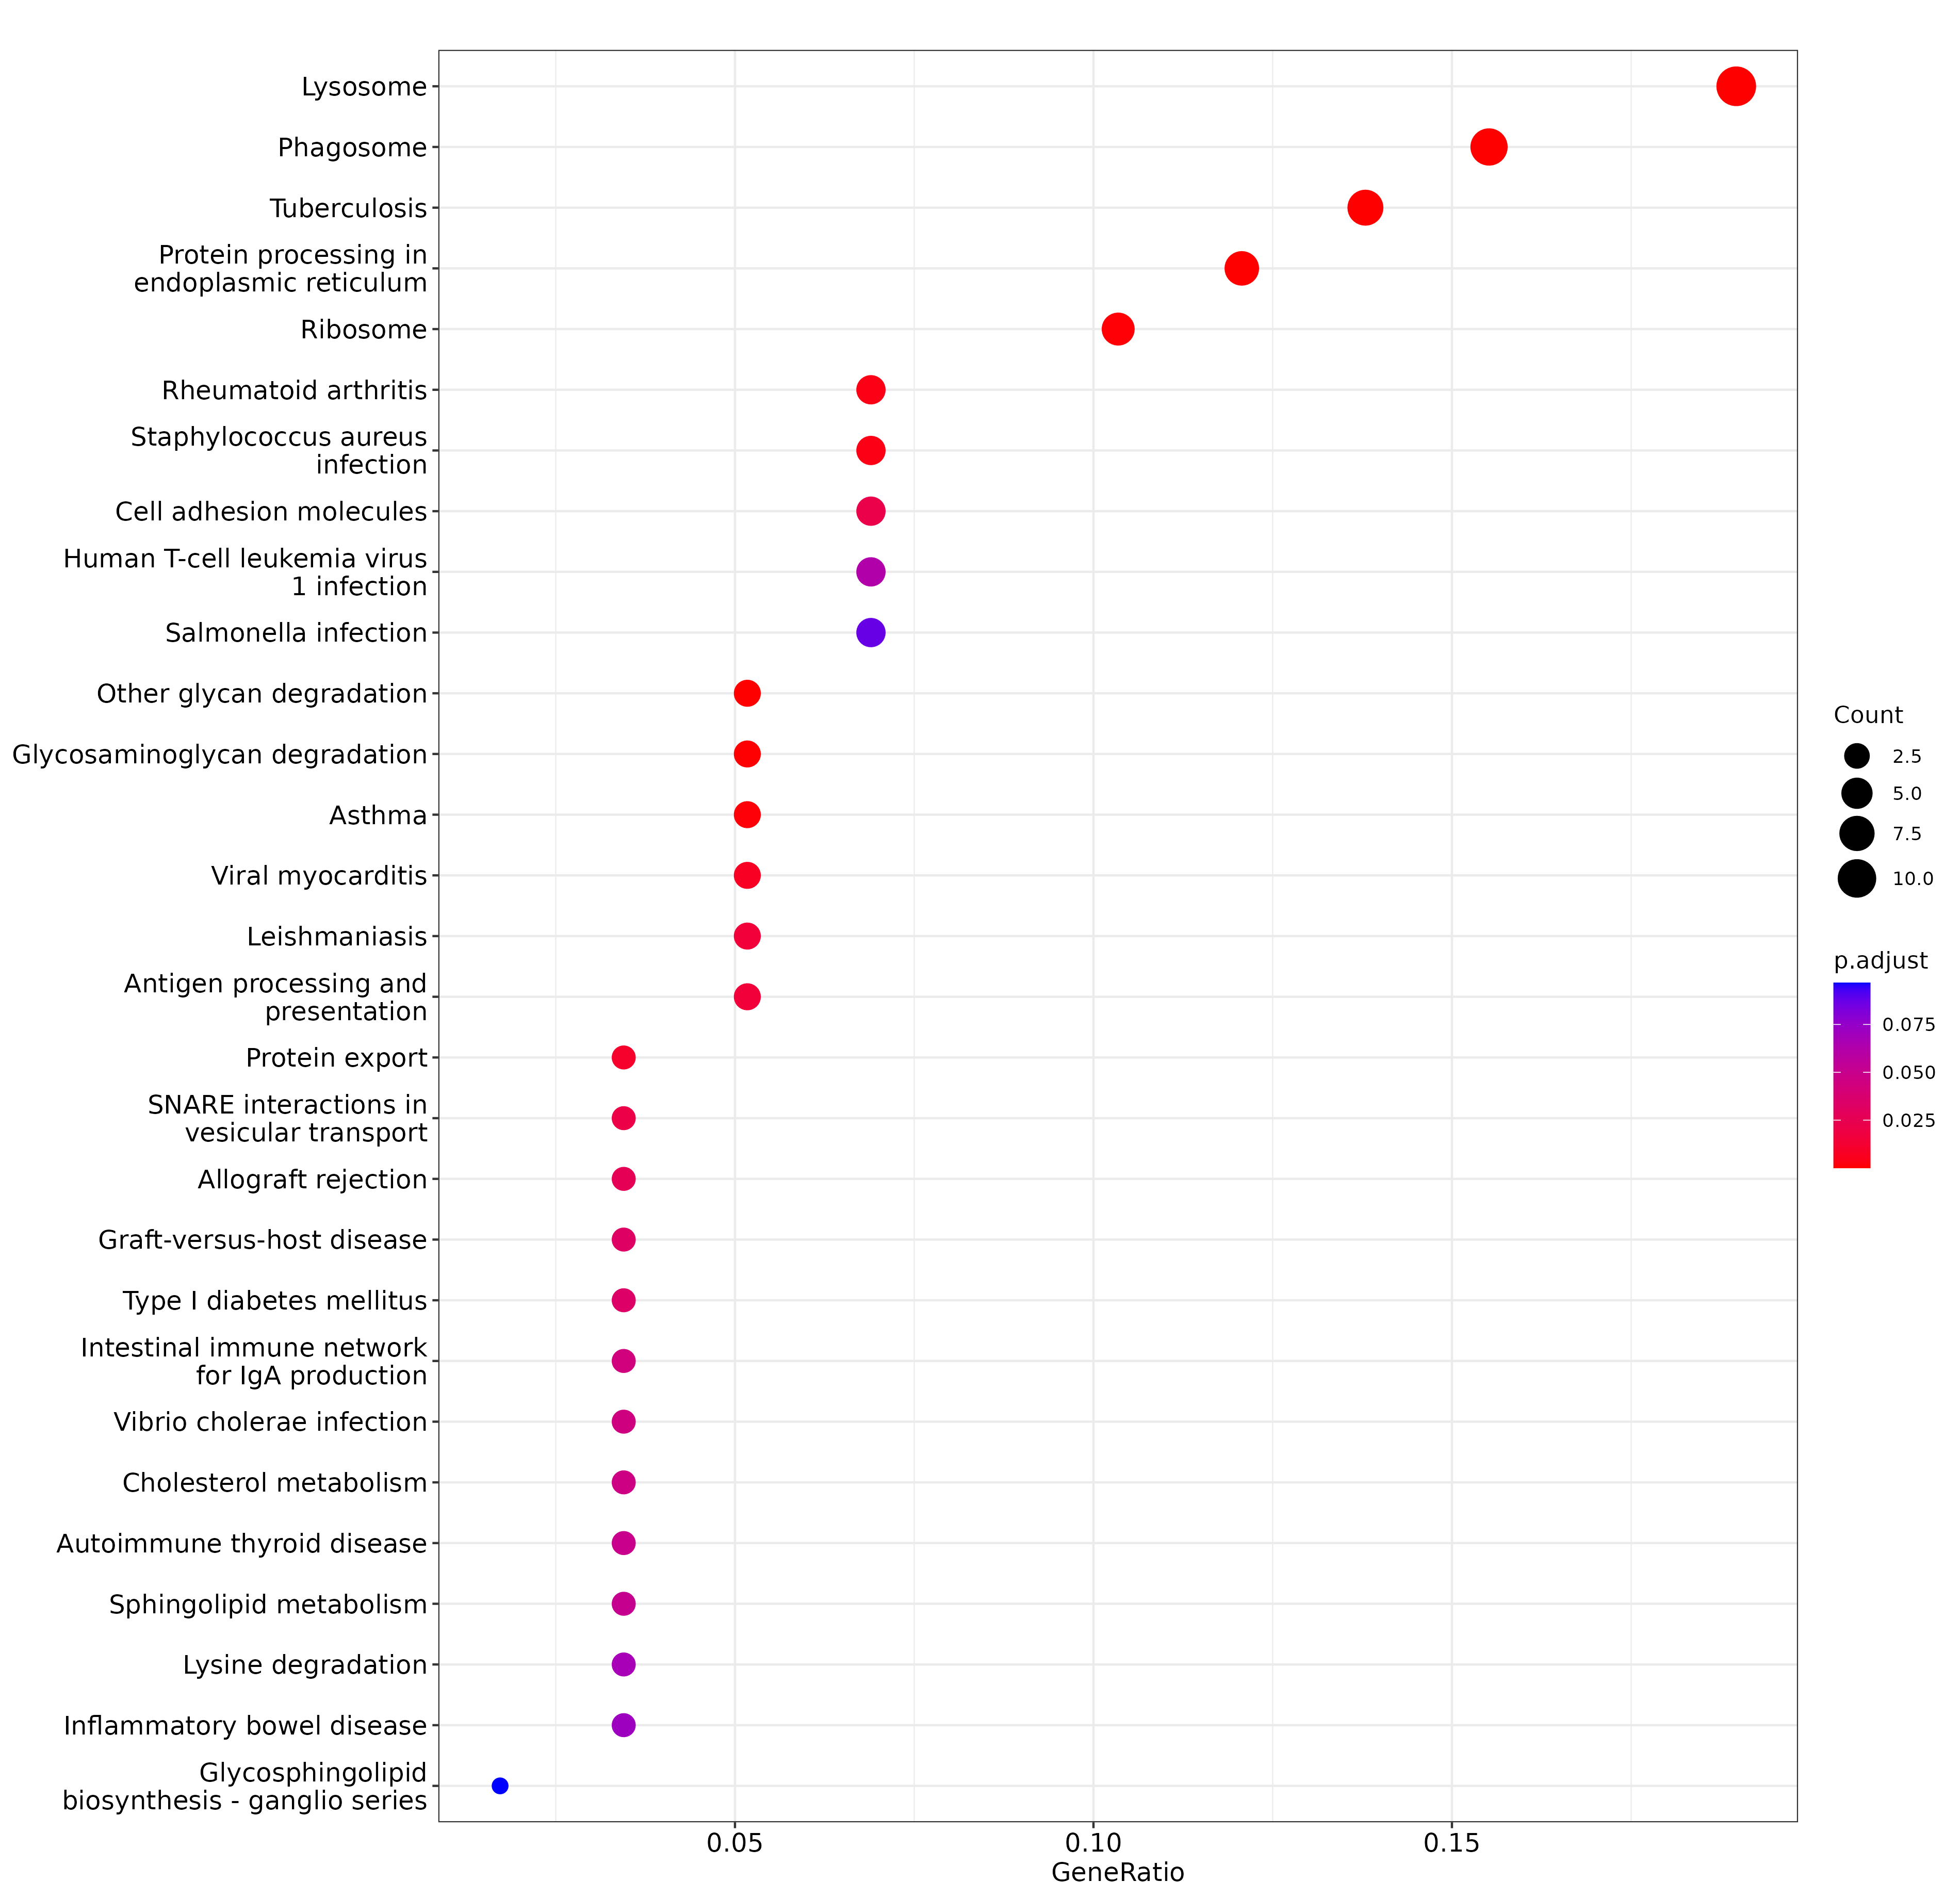 Lysosome
Phagosome
Tuberculosis
Protein processing in
endoplasmic reticulum
Ribosome
Rheumatoid arthritis
Staphylococcus aureus
infection
Cell adhesion molecules
Human T-cell leukemia virus
1 infection
Salmonella infection
Other glycan degradation
Glycosaminoglycan degradation
Asthma
Viral myocarditis
Leishmaniasis
Antigen processing and
presentation
Protein export
SNARE interactions in
vesicular transport
Allograft rejection
Graft-versus-host disease
Type I diabetes mellitus
Intestinal immune network
for IgA production
Vibrio cholerae infection
Cholesterol metabolism
Autoimmune thyroid disease
Sphingolipid metabolism
Lysine degradation
Inflammatory bowel disease
Glycosphingolipid
biosynthesis - ganglio series
0.05
0.10
0.15
GeneRatio
Count
2.5
5.0
7.5
10.0
p.adjust
0.075
0.050
0.025